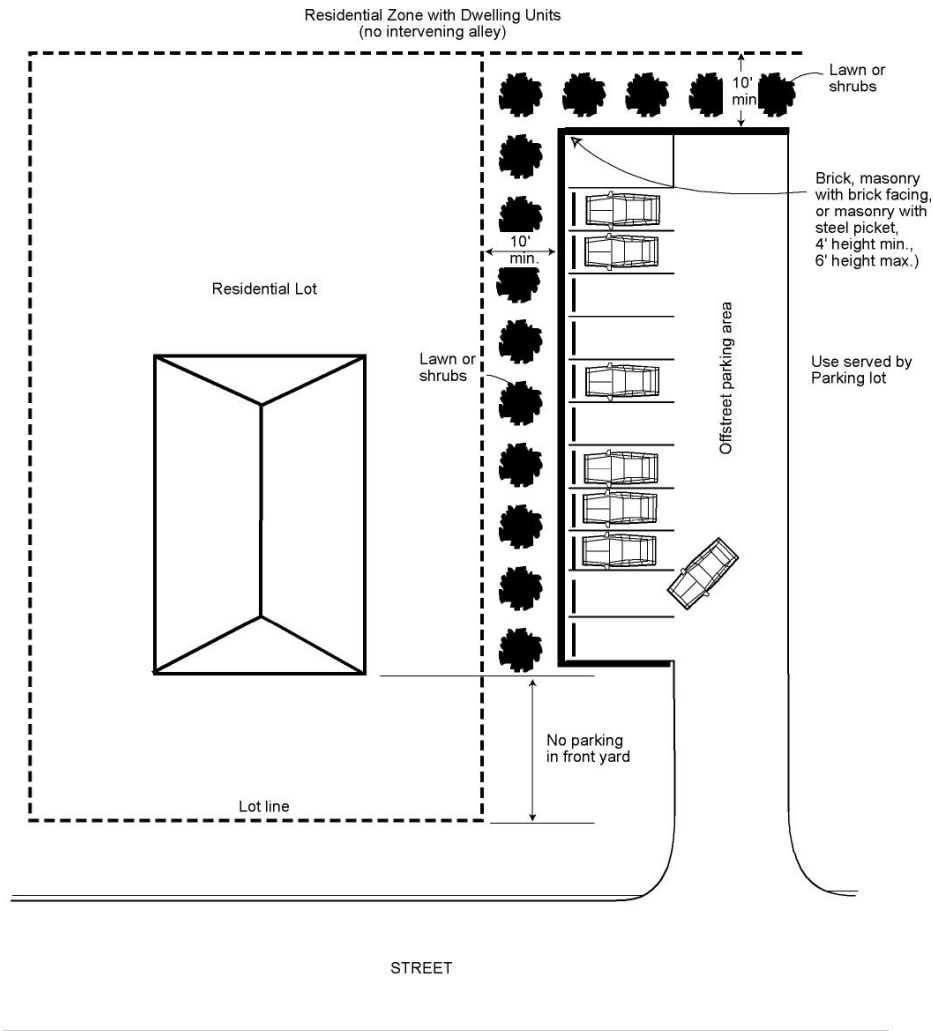 Residential Zone with Dwelling Units
(no intervening alley)
10'
min
Lawn or
shrubs
Brick, masonry
with brick facing,
or masonry with
steel picket,
4' height min.,
6' height max.)
10'
min.
Residential Lot
Offstreet parking area
Lawn or
shrubs
Use served by
Parking lot
No parking
in front yard
Lot line
STREET